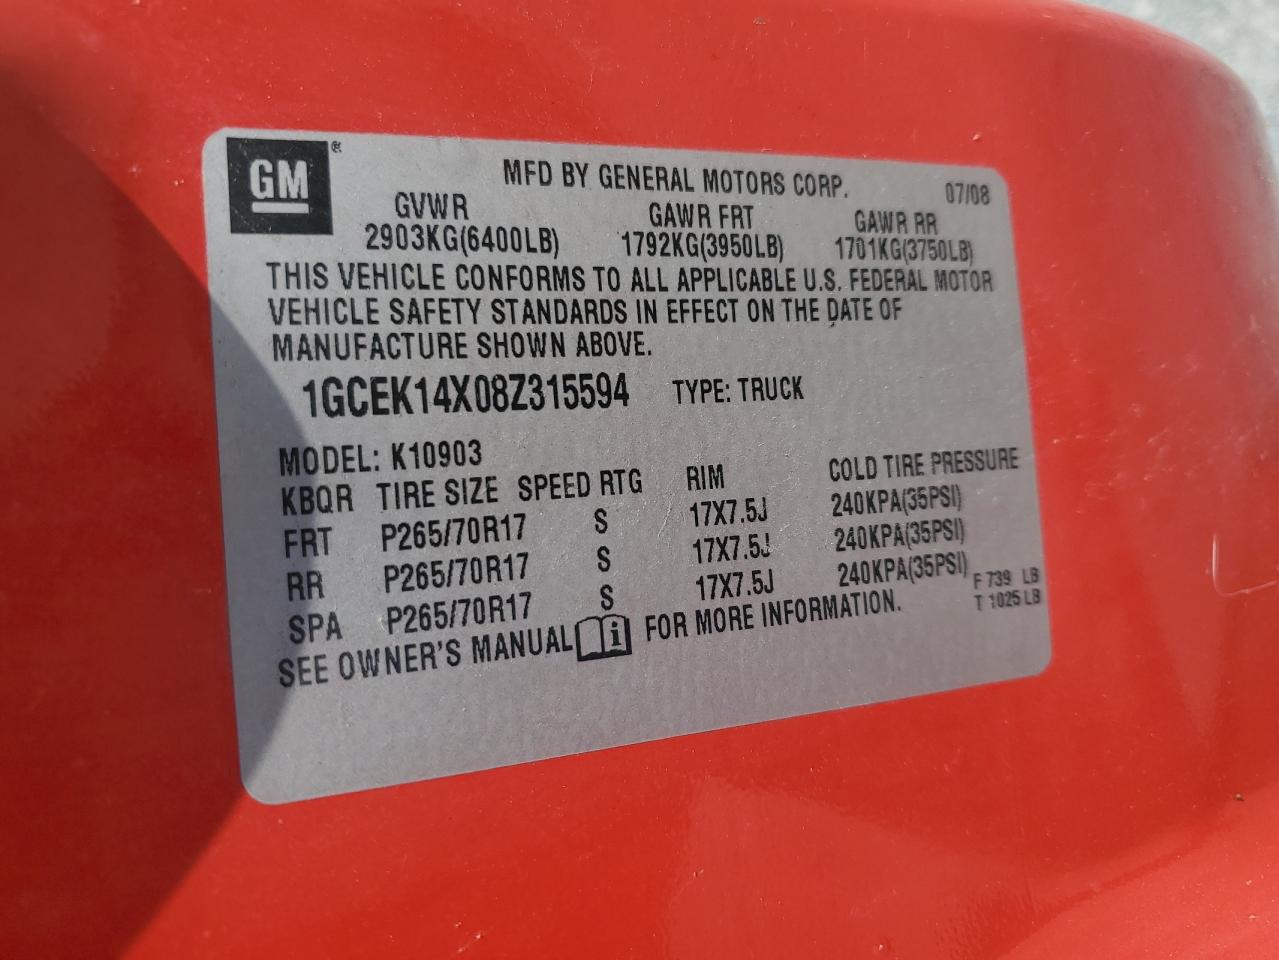 GM®
MFD BY GENERAL MOTORS CORP. 07/08
GVWR GAWR FRT GAWR RR
2903KG(6400LB) 1792KG(3950LB) 1701KG(3750LB)
THIS VEHICLE CONFORMS TO ALL APPLICABLE U.S. FEDERAL MOTOR
VEHICLE SAFETY STANDARDS IN EFFECT ON THE DATE OF
MANUFACTURE SHOWN ABOVE.
1GCEK14X08Z315594 TYPE: TRUCK
MODEL: K10903
KBQR TIRE SIZE SPEED RTG RIM COLD TIRE PRESSURE
FRT P265/70R17 S 17X7.5J 240KPA(35PSI)
RR P265/70R17 S 17X7.5J 240KPA(35PSI)
SPA P265/70R17 S 17X7.5J 240KPA(35PSI)
SEE OWNER'S MANUAL i FOR MORE INFORMATION.
F 739 LB
T 1025 LB